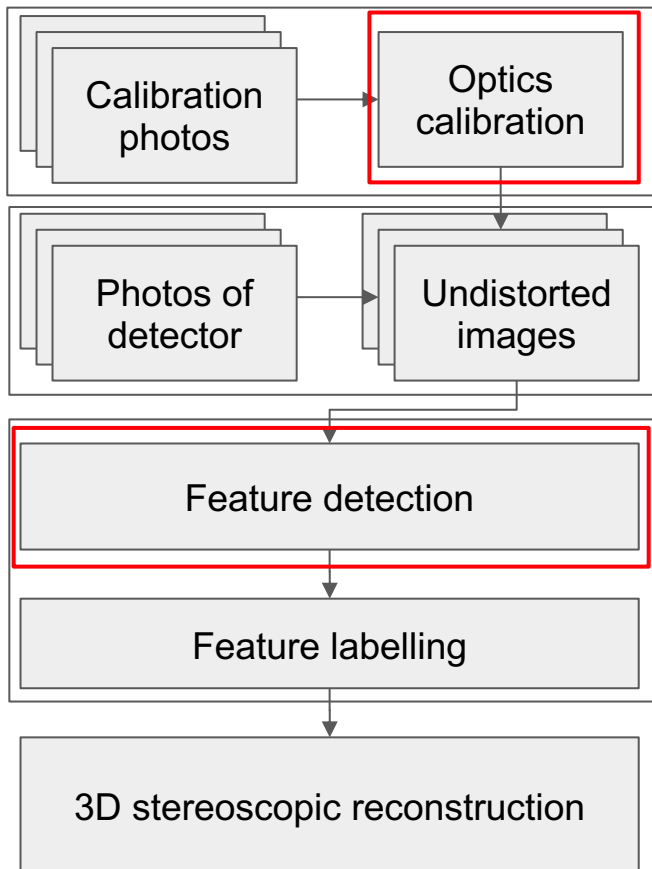 Calibration
photos
Optics
calibration
Photos of
detector
Undistorted
images
Feature detection
Feature labelling
3D stereoscopic reconstruction